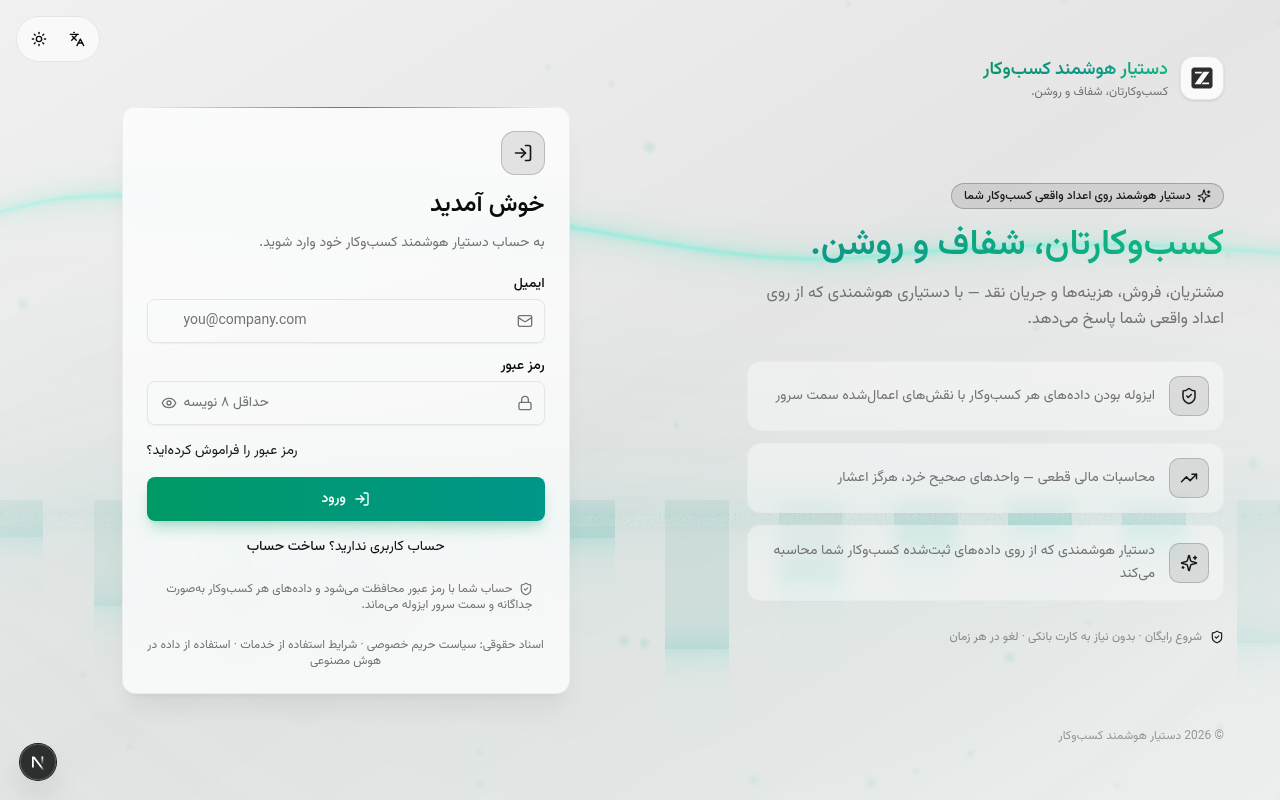 دستیار هوشمند کسب‌وکار
کسب‌وکارتان، شفاف و روشن.
دستیار هوشمند روی اعداد واقعی کسب‌وکار شما
کسب‌وکارتان، شفاف و روشن.
مشتریان، فروش، هزینه‌ها و جریان نقد — با دستیاری هوشمندی که از روی
اعداد واقعی شما پاسخ می‌دهد.
ایزوله بودن داده‌های هر کسب‌وکار با نقش‌های اعمال‌شده سمت سرور
محاسبات مالی قطعی — واحدهای صحیح خرد، هرگز اعشار
دستیار هوشمندی که از روی داده‌های ثبت‌شده کسب‌وکار شما محاسبه
می‌کند
شروع رایگان · بدون نیاز به کارت بانکی · لغو در هر زمان
© 2026 دستیار هوشمند کسب‌وکار
خوش آمدید
به حساب دستیار هوشمند کسب‌وکار خود وارد شوید.
ایمیل
you@company.com
رمز عبور
حداقل ۸ نویسه
رمز عبور را فراموش کرده‌اید؟
ورود
حساب کاربری ندارید؟ ساخت حساب
حساب شما با رمز عبور محافظت می‌شود و داده‌های هر کسب‌وکار به‌صورت
جداگانه و سمت سرور ایزوله می‌ماند.
اسناد حقوقی: سیاست حریم خصوصی · شرایط استفاده از خدمات · استفاده از داده در
هوش مصنوعی